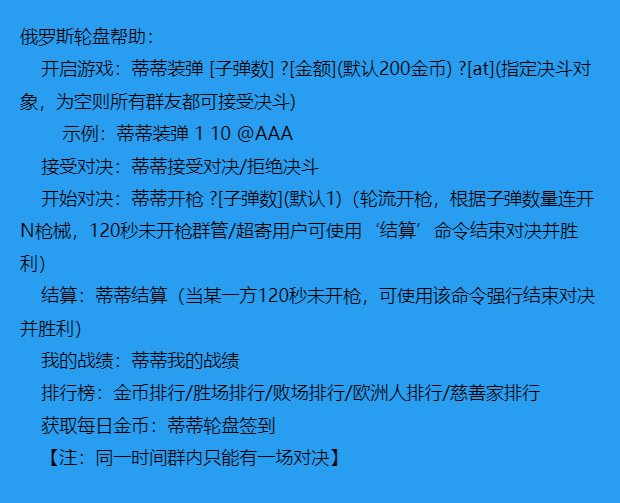 俄罗斯轮盘帮助：
开启游戏：蒂蒂装弹 [子弹数] ?[金额](默认200金币) ?[at](指定决斗对
象，为空则所有群友都可接受决斗)
示例：蒂蒂装弹 1 10 @AAA
接受对决：蒂蒂接受对决/拒绝决斗
开始对决：蒂蒂开枪 ?[子弹数](默认1)（轮流开枪，根据子弹数量连开
N枪械，120秒未开枪群管/超寄用户可使用‘结算’命令结束对决并胜
利）
结算：蒂蒂结算（当某一方120秒未开枪，可使用该命令强行结束对决
并胜利）
我的战绩：蒂蒂我的战绩
排行榜：金币排行/胜场排行/败场排行/欧洲人排行/慈善家排行
获取每日金币：蒂蒂轮盘签到
【注：同一时间群内只能有一场对决】